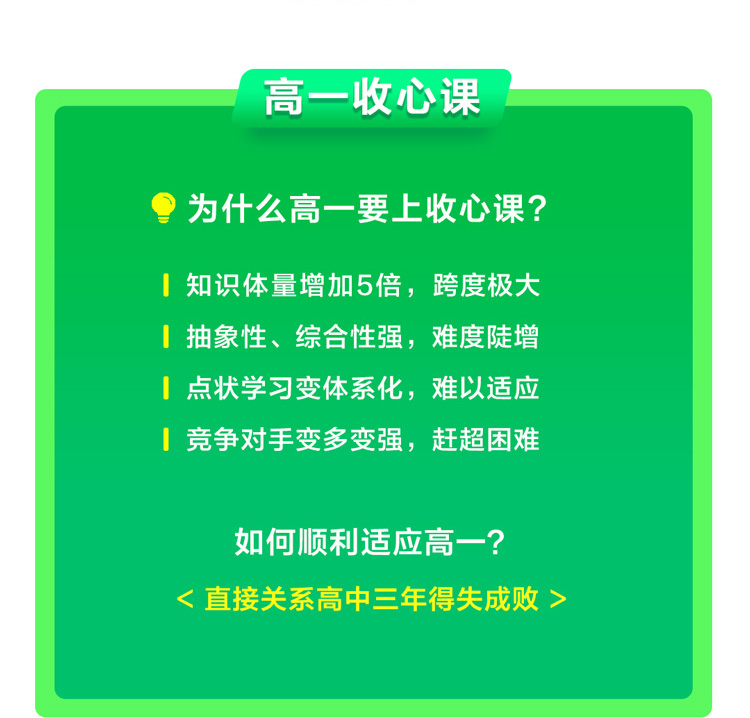 高一收心课
为什么高一要上收心课?
知识体量增加5倍，跨度极大
抽象性、综合性强，难度陡增
点状学习变体系化，难以适应
竞争对手变多变强，赶超困难
如何顺利适应高一?
< 直接关系高中三年得失成败 >